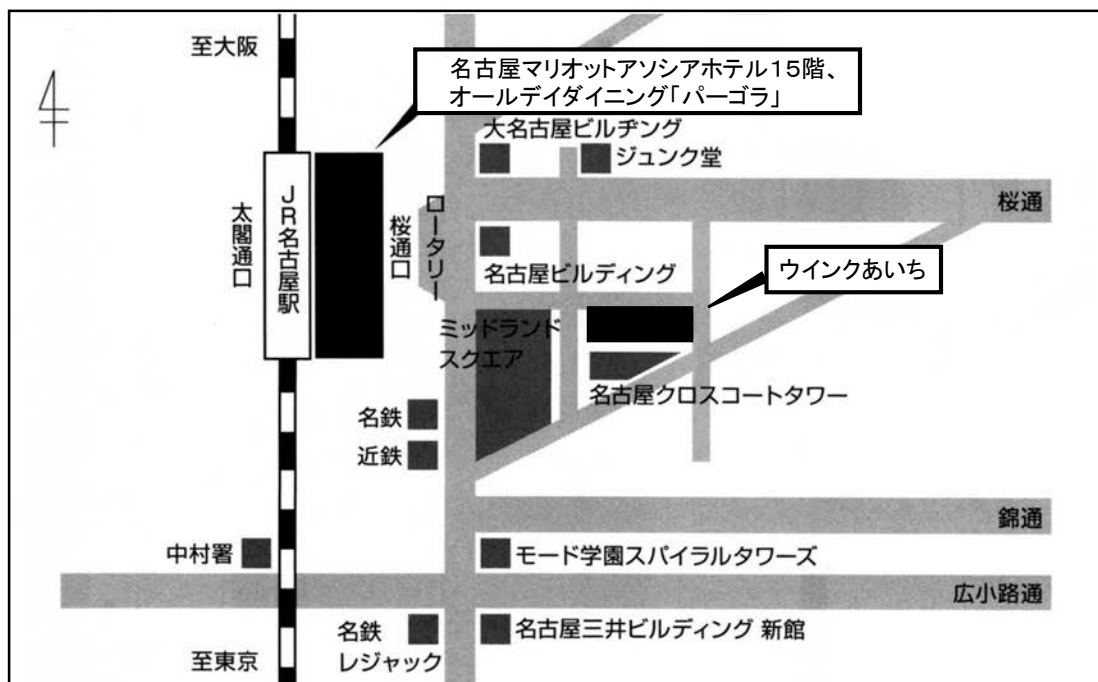 至大阪
名古屋マリオットアソシアホテル15階、
オールデイダイニング「パーゴラ」
大名古屋ビルヂング
ジュンク堂
桜通
太閤通口
JR名古屋駅
桜通口
ロータリー
名古屋ビルディング
ウインクあいち
ミッドランド
スクエア
名古屋クロスコートタワー
名鉄
近鉄
錦通
中村署
モード学園スパイラルタワーズ
広小路通
名鉄
レジャック
名古屋三井ビルディング 新館
至東京